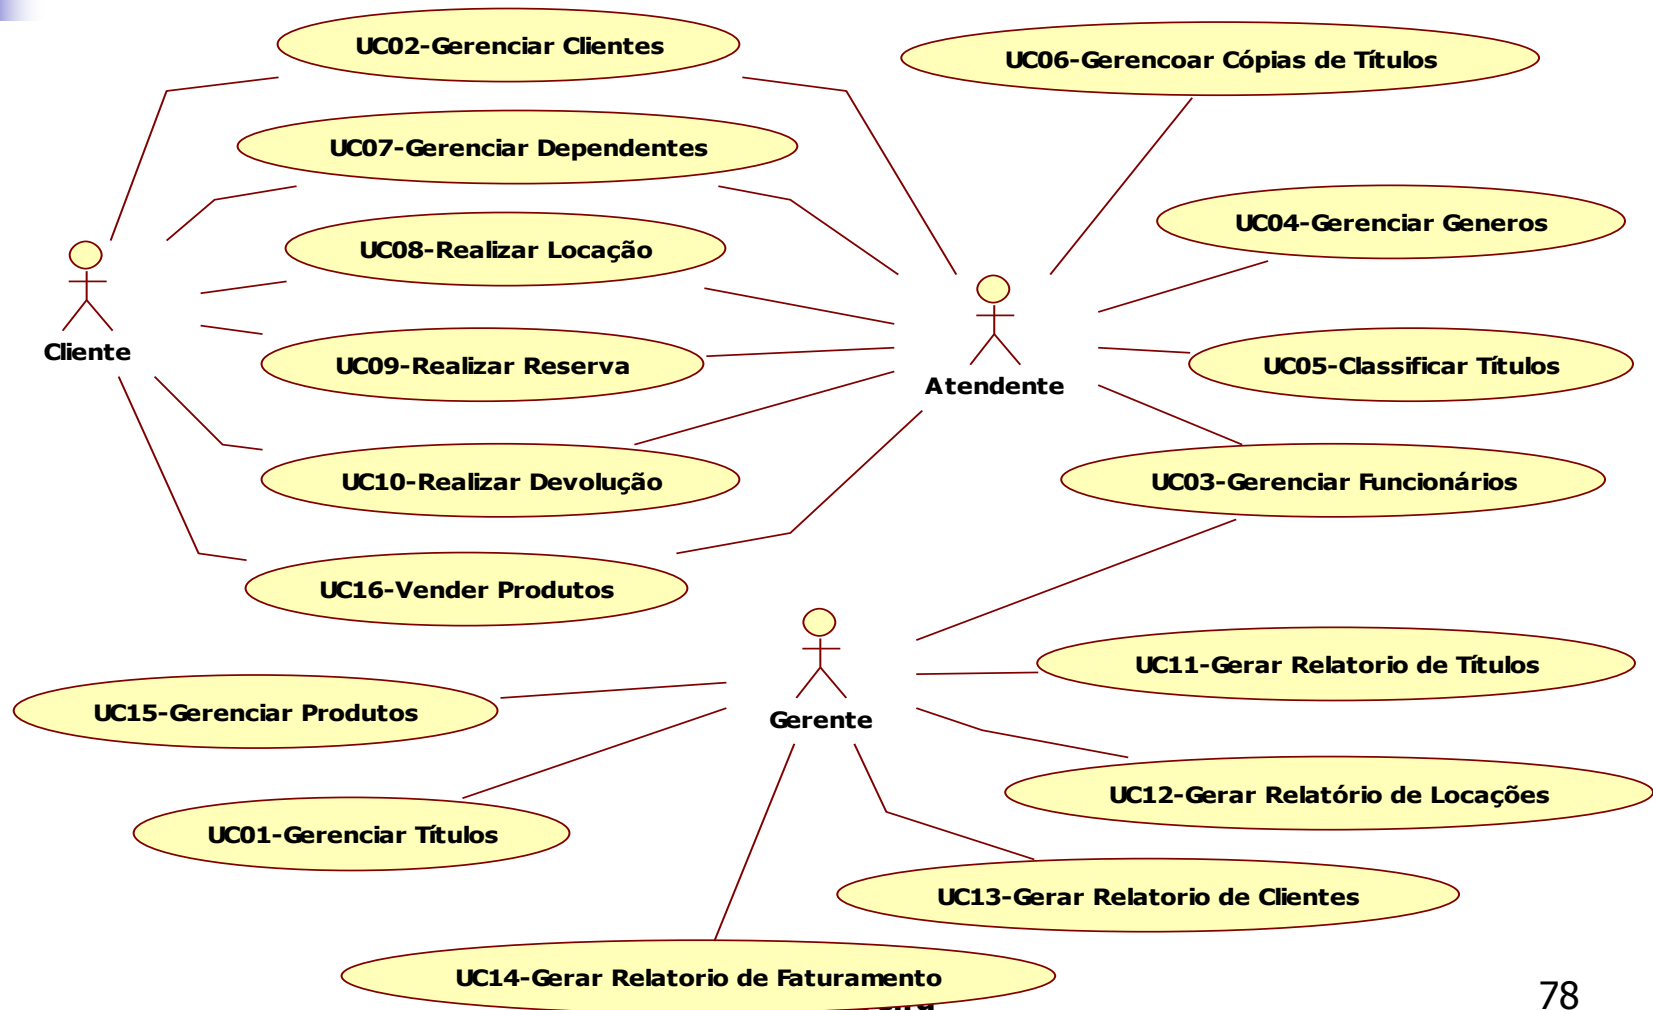 UC02-Gerenciar Clientes
UC06-Gerencoar Cópias de Títulos
UC07-Gerenciar Dependentes
UC04-Gerenciar Generos
UC08-Realizar Locação
Cliente
UC09-Realizar Reserva
Atendente
UC05-Classificar Títulos
UC10-Realizar Devolução
UC03-Gerenciar Funcionários
UC16-Vender Produtos
UC11-Gerar Relatorio de Títulos
UC15-Gerenciar Produtos
Gerente
UC12-Gerar Relatório de Locações
UC01-Gerenciar Títulos
UC13-Gerar Relatorio de Clientes
UC14-Gerar Relatorio de Faturamento
78